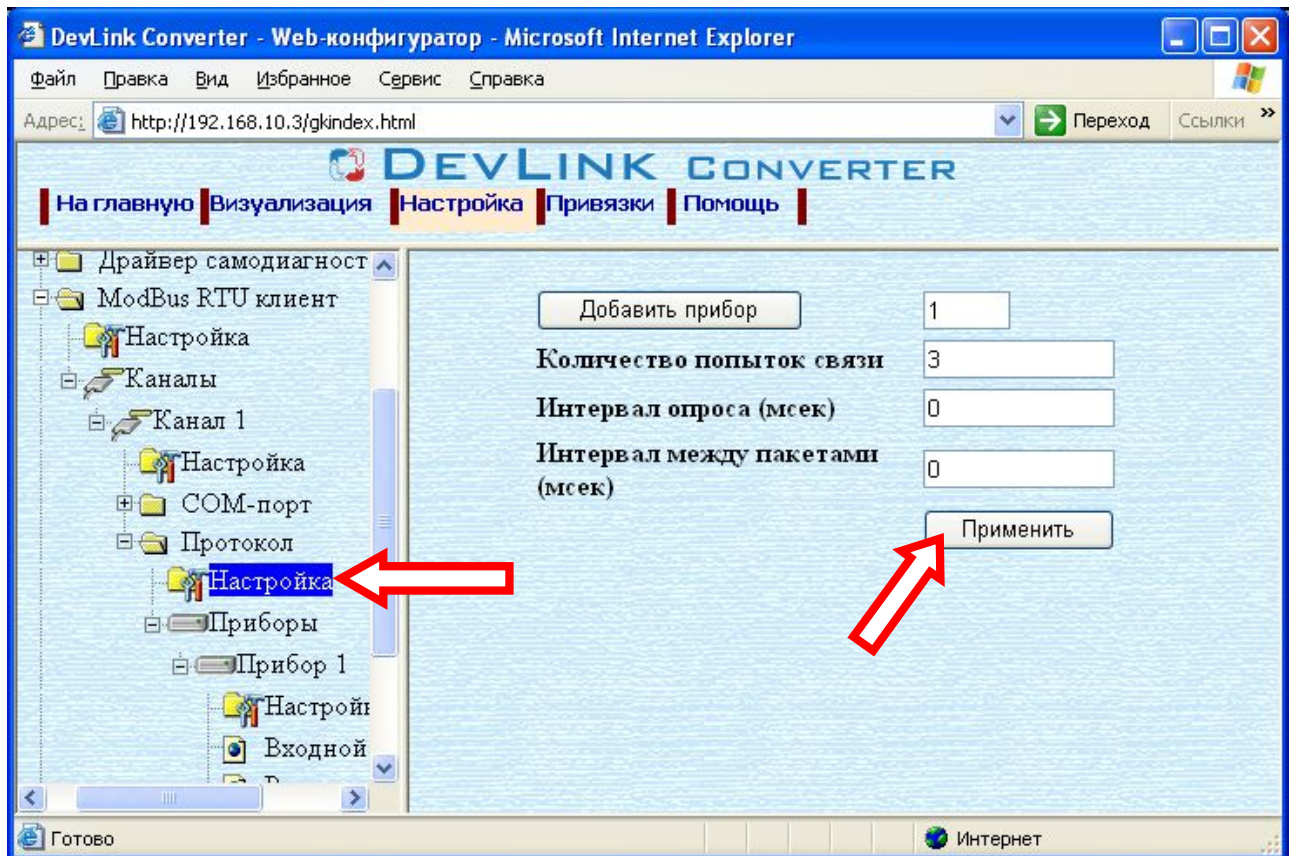 DevLink Converter - Web-конфигуратор - Microsoft Internet Explorer
Файл Правка Вид Избранное Сервис Справка
Адрес: http://192.168.10.3/gkindex.html Переход Ссылки »
DEVLINK CONVERTER
На главную Визуализация Настройка Привязки Помощь
Драйвер самодиагност
ModBus RTU клиент
Настройка
Каналы
Канал 1
Настройка
COM-порт
Протокол
Настройка
Приборы
Прибор 1
Настрой
Входной
Добавить прибор 1
Количество попыток связи 3
Интервал опроса (мсек) 0
Интервал между пакетами
(мсек) 0
Применить
Готово Интернет